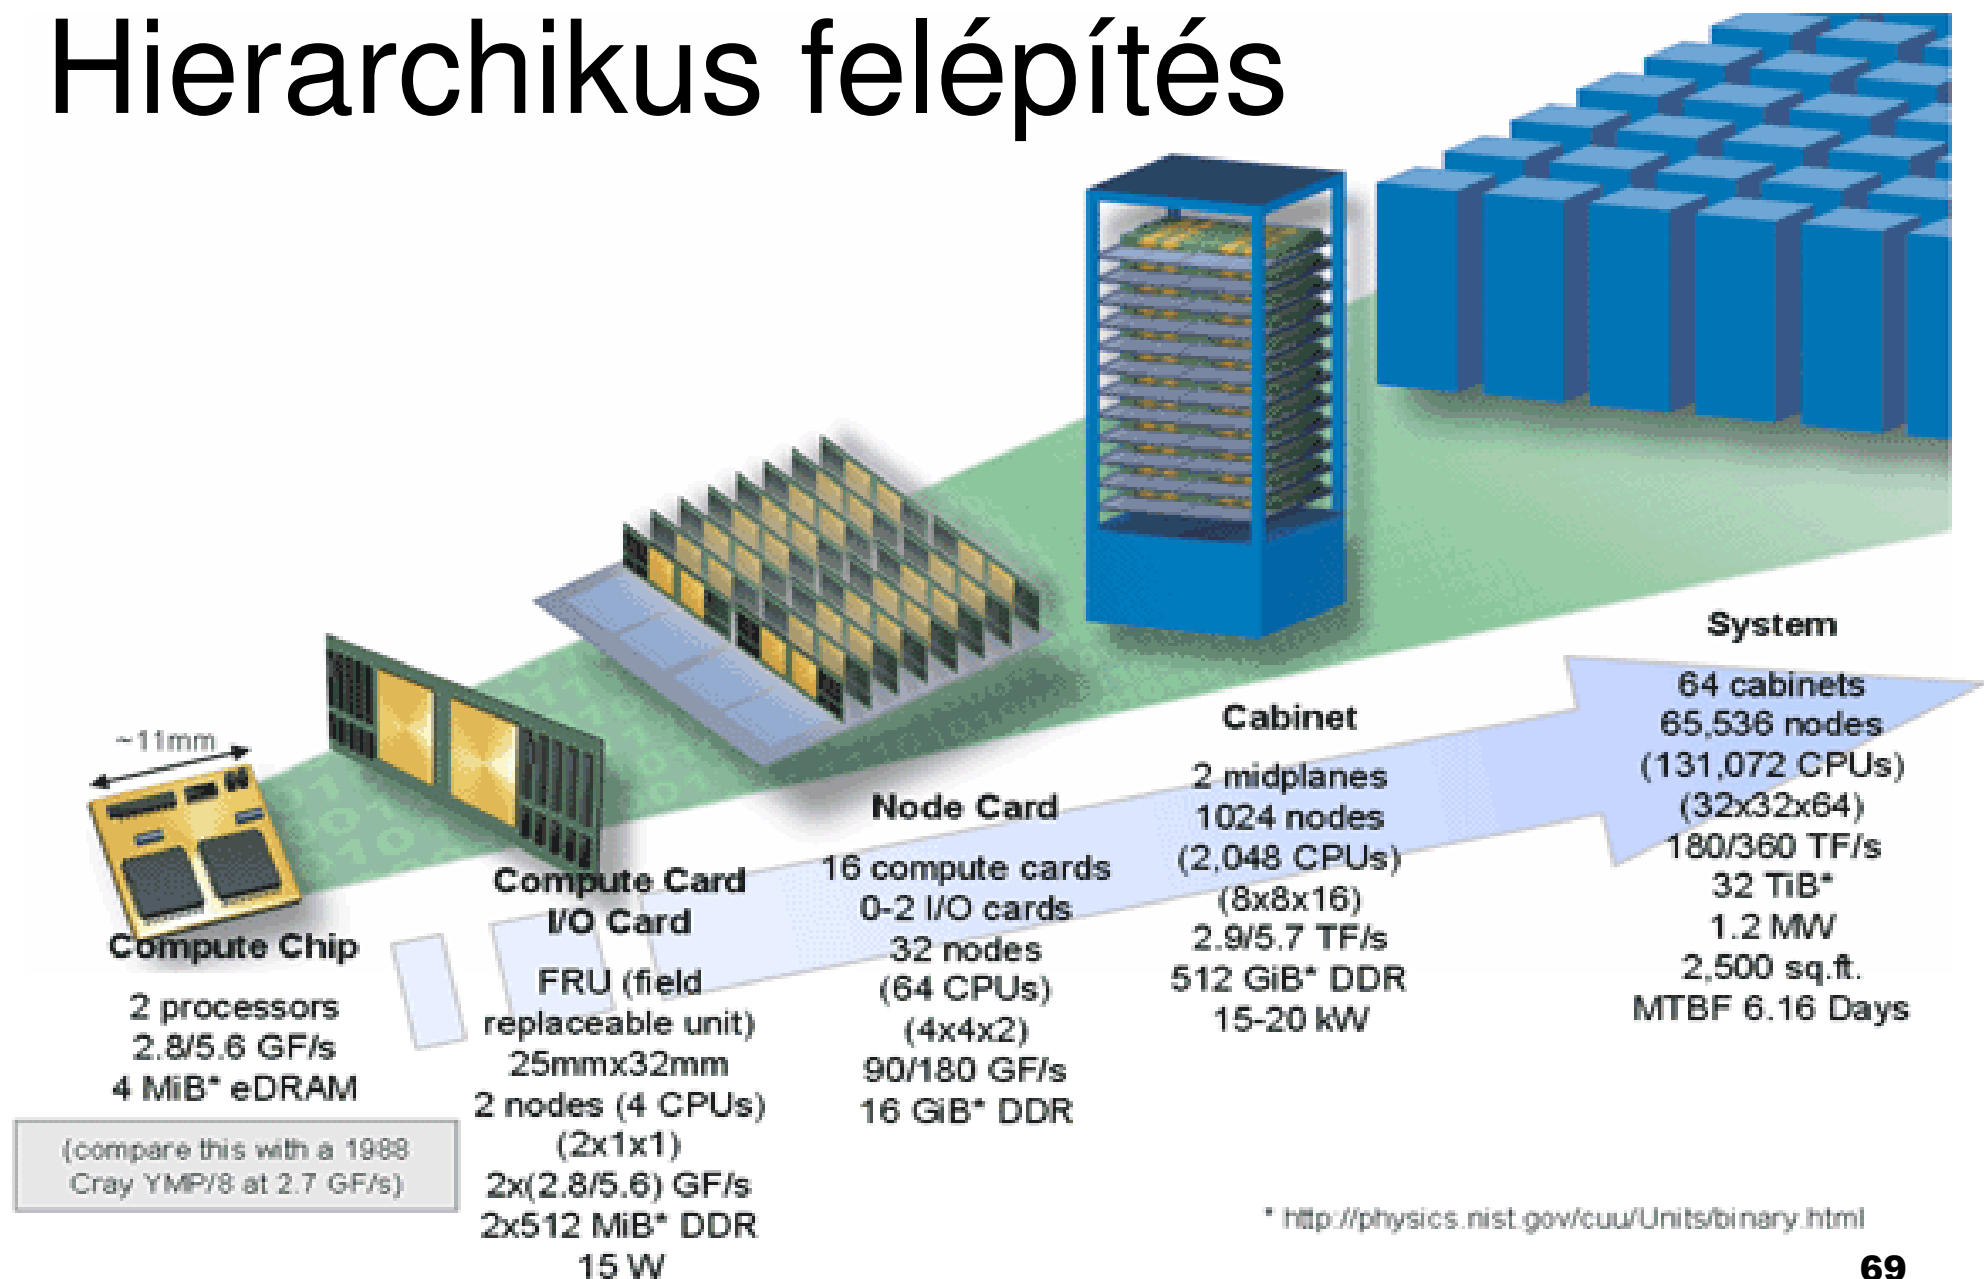 Hierarchikus felépítés
~11mm
Compute Chip
2 processors
2.8/5.6 GF/s
4 MiB* eDRAM
(compare this with a 1988
Cray YMP/8 at 2.7 GF/s)
Compute Card
I/O Card
FRU (field
replaceable unit)
25mmx32mm
2 nodes (4 CPUs)
(2x1x1)
2x(2.8/5.6) GF/s
2x512 MiB* DDR
15 W
Node Card
16 compute cards
0-2 I/O cards
32 nodes
(64 CPUs)
(4x4x2)
90/180 GF/s
16 GiB* DDR
Cabinet
2 midplanes
1024 nodes
(2,048 CPUs)
(8x8x16)
2.9/5.7 TF/s
512 GiB* DDR
15-20 kW
System
64 cabinets
65,536 nodes
(131,072 CPUs)
(32x32x64)
180/360 TF/s
32 TiB*
1.2 MW
2,500 sq.ft.
MTBF 6.16 Days
* http://physics.nist.gov/cuu/Units/binary.html
69